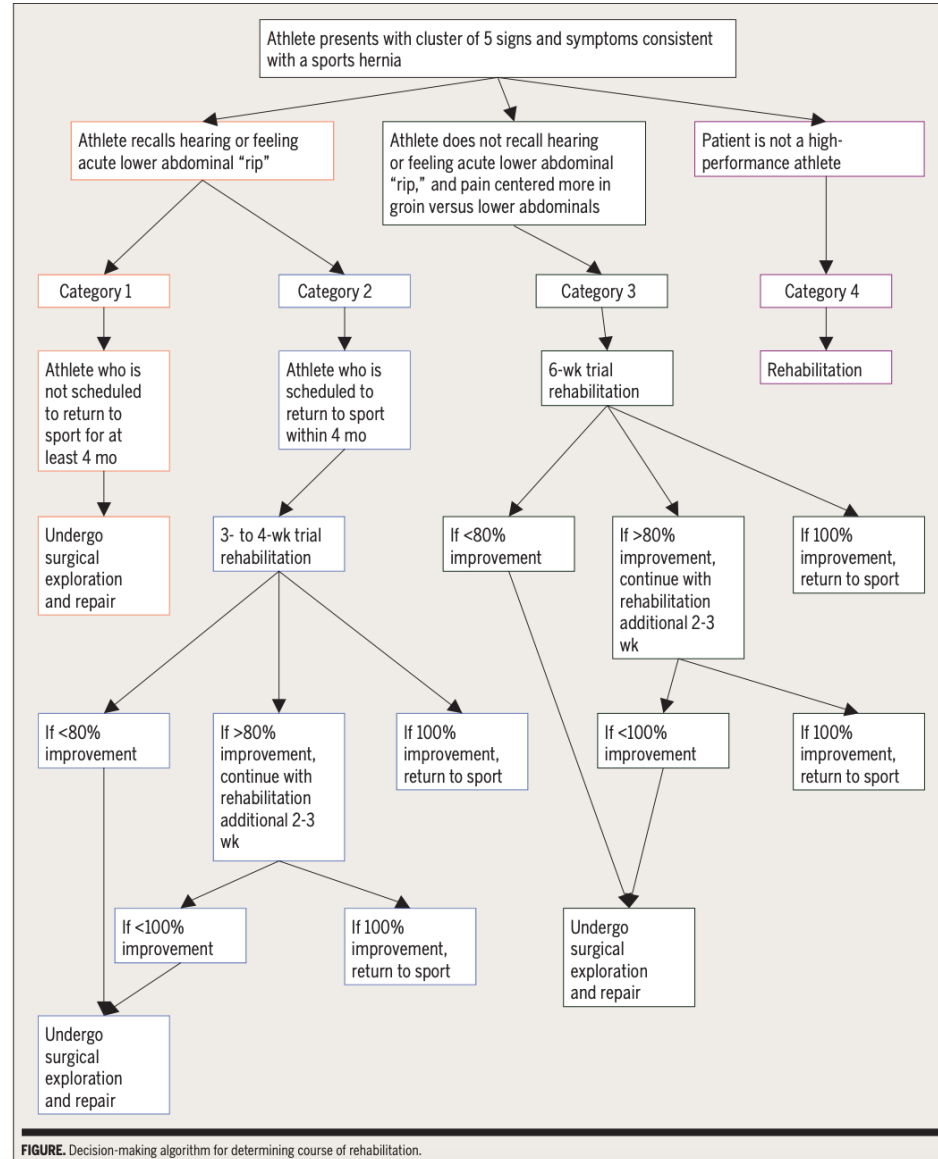 Athlete presents with cluster of 5 signs and symptoms consistent
with a sports hernia
Athlete recalls hearing or feeling
acute lower abdominal “rip”
Athlete does not recall hearing
or feeling acute lower abdominal
“rip,” and pain centered more in
groin versus lower abdominals
Patient is not a high-
performance athlete
Category 1
Category 2
Category 3
Category 4
Athlete who is
not scheduled
to return to
sport for at
least 4 mo
Athlete who is
scheduled to
return to sport
within 4 mo
6-wk trial
rehabilitation
Rehabilitation
Undergo
surgical
exploration
and repair
3- to 4-wk trial
rehabilitation
If <80%
improvement
If >80%
improvement,
continue with
rehabilitation
additional 2-3
wk
If 100%
improvement,
return to sport
If <80%
improvement
If >80%
improvement,
continue with
rehabilitation
additional 2-3
wk
If 100%
improvement,
return to sport
If <100%
improvement
If 100%
improvement,
return to sport
If <100%
improvement
If 100%
improvement,
return to sport
Undergo
surgical
exploration
and repair
Undergo
surgical
exploration
and repair
FIGURE. Decision-making algorithm for determining course of rehabilitation.